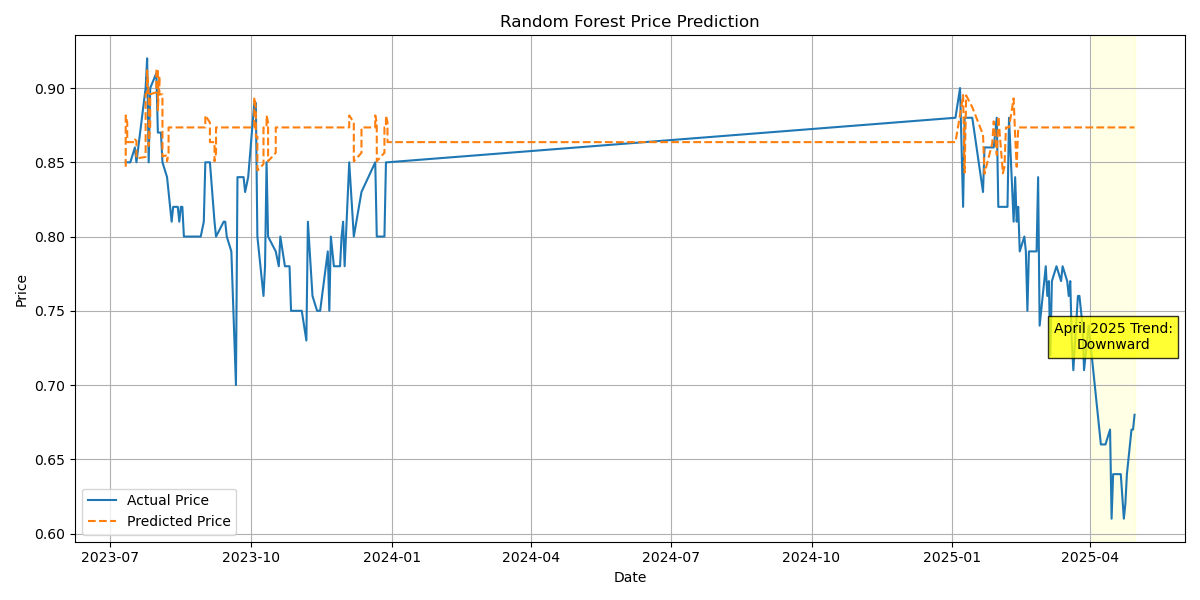 Random Forest Price Prediction
Price
0.90
0.85
0.80
0.75
0.70
0.65
0.60
April 2025 Trend:
Downward
Actual Price
Predicted Price
2023-07
2023-10
2024-01
2024-04
2024-07
2024-10
2025-01
2025-04
Date